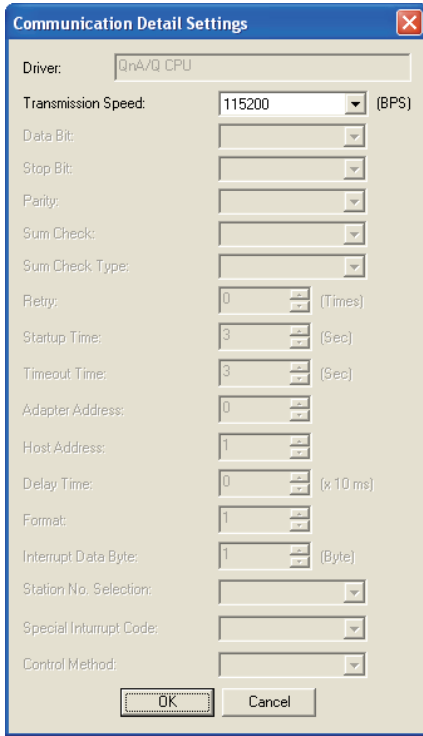 Communication Detail Settings
Driver: QnA/Q CPU
Transmission Speed: 115200 (BPS)
Data Bit:
Stop Bit:
Parity:
Sum Check:
Sum Check Type:
Retry: 0 (Times)
Startup Time: 3 (Sec)
Timeout Time: 3 (Sec)
Adapter Address: 0
Host Address: 1
Delay Time: 0 (x 10 ms)
Format: 1
Interrupt Data Byte: 1 (Byte)
Station No. Selection:
Special Inturrupt Code:
Control Method:
OK Cancel